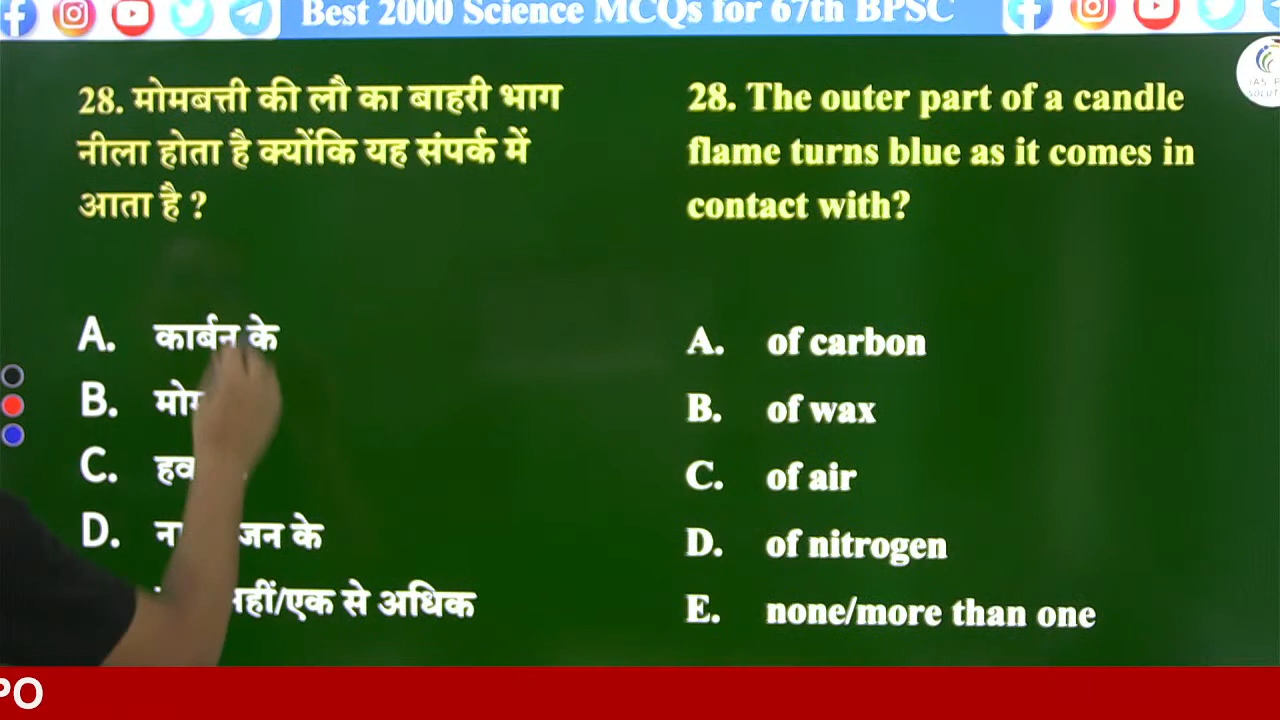 Best 2000 Science MCQs for 67th BPSC
28. मोमबत्ती की लौ का बाहरी भाग
नीला होता है क्योंकि यह संपर्क में
आता है ?
A. कार्बन के
B.
C.
D. के
से अधिक
28. The outer part of a candle
flame turns blue as it comes in
contact with?
A. of carbon
B. of wax
C. of air
D. of nitrogen
E. none/more than one
PO